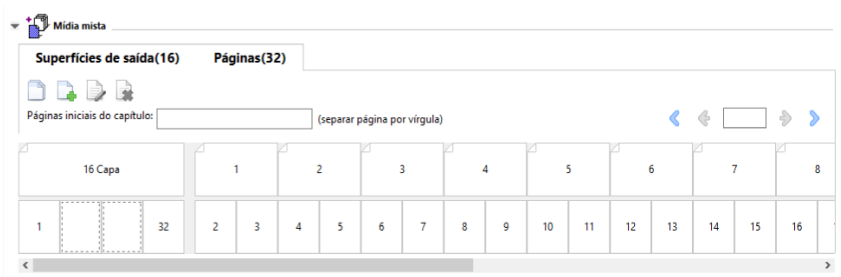 Mídia mista
Superfícies de saída(16) Páginas(32)
Páginas iniciais do capítulo: (separar página por vírgula)
16 Capa 1 2 3 4 5 6 7 8
1 32 2 3 4 5 6 7 8 9 10 11 12 13 14 15 16